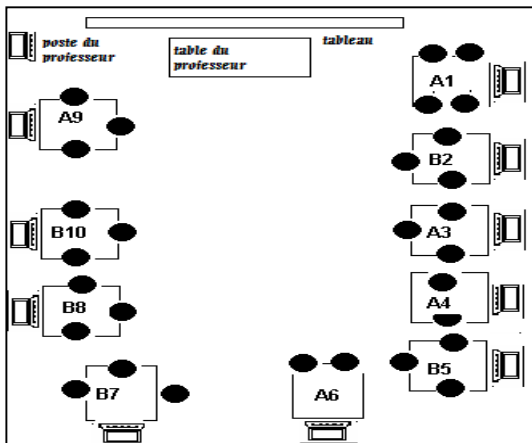 tableau
poste du
professeur
table du
professeur
A1
A9
B2
B10
A3
B8
A4
B5
B7
A6